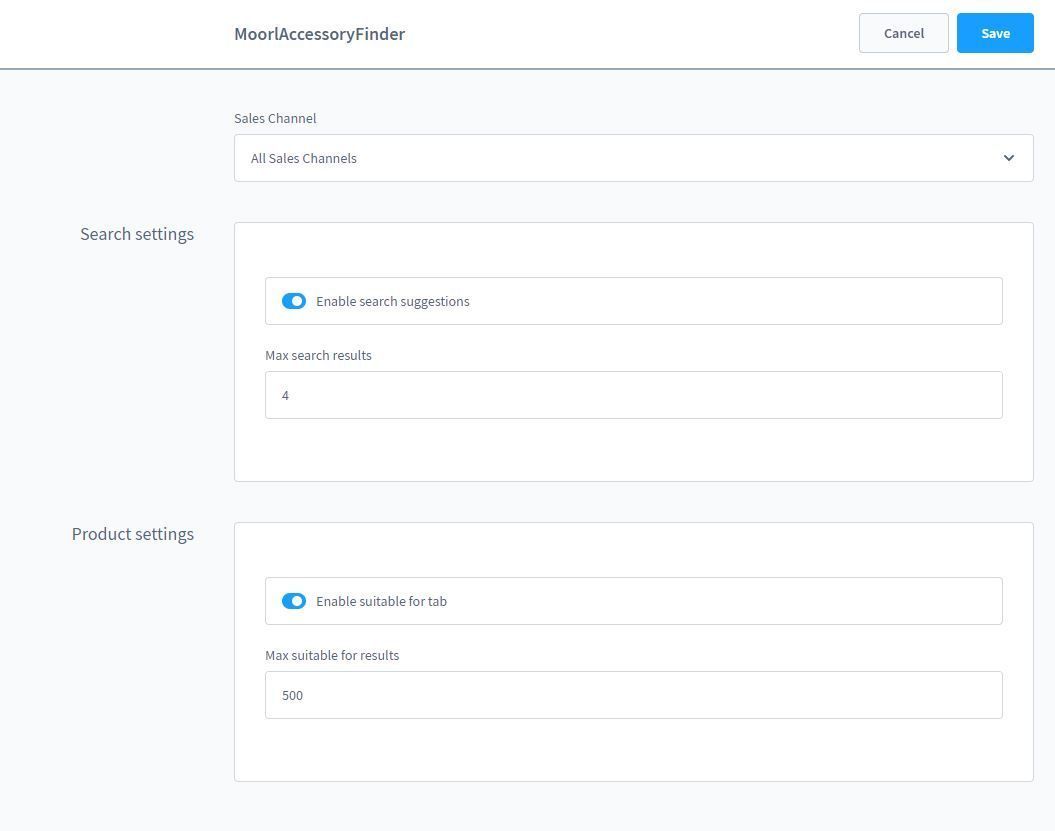 MoorlAccessoryFinder
Cancel
Save
Sales Channel
All Sales Channels
Search settings
Enable search suggestions
Max search results
4
Product settings
Enable suitable for tab
Max suitable for results
500